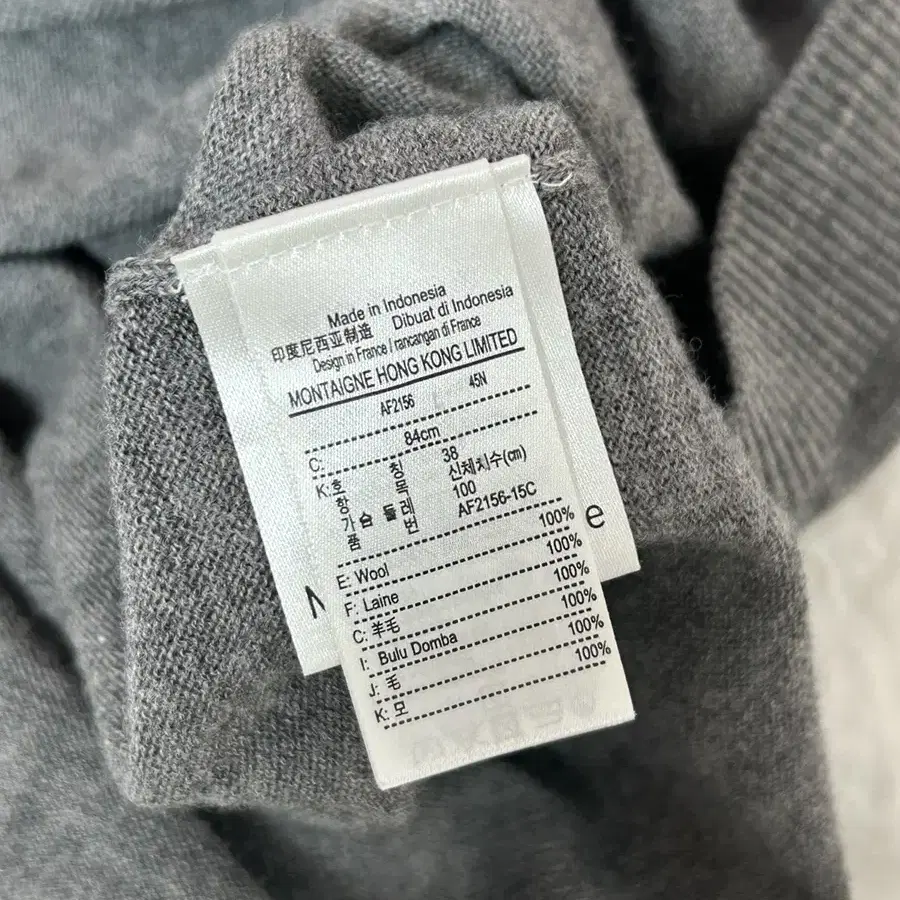 Made in Indonesia
印度尼西亚制造 Dibuat di Indonesia
Design in France / rancangan di France
MONTAIGNE HONG KONG LIMITED
AF2156 45N
C: 84cm
K: 호 칭 38
항 목 신체치수(cm)
가 슴 둘 레 100
품 번 AF2156-15C
E: Wool 100%
F: Laine 100%
C: 羊毛 100%
I: Bulu Domba 100%
J: 毛 100%
K: 모 100%
e